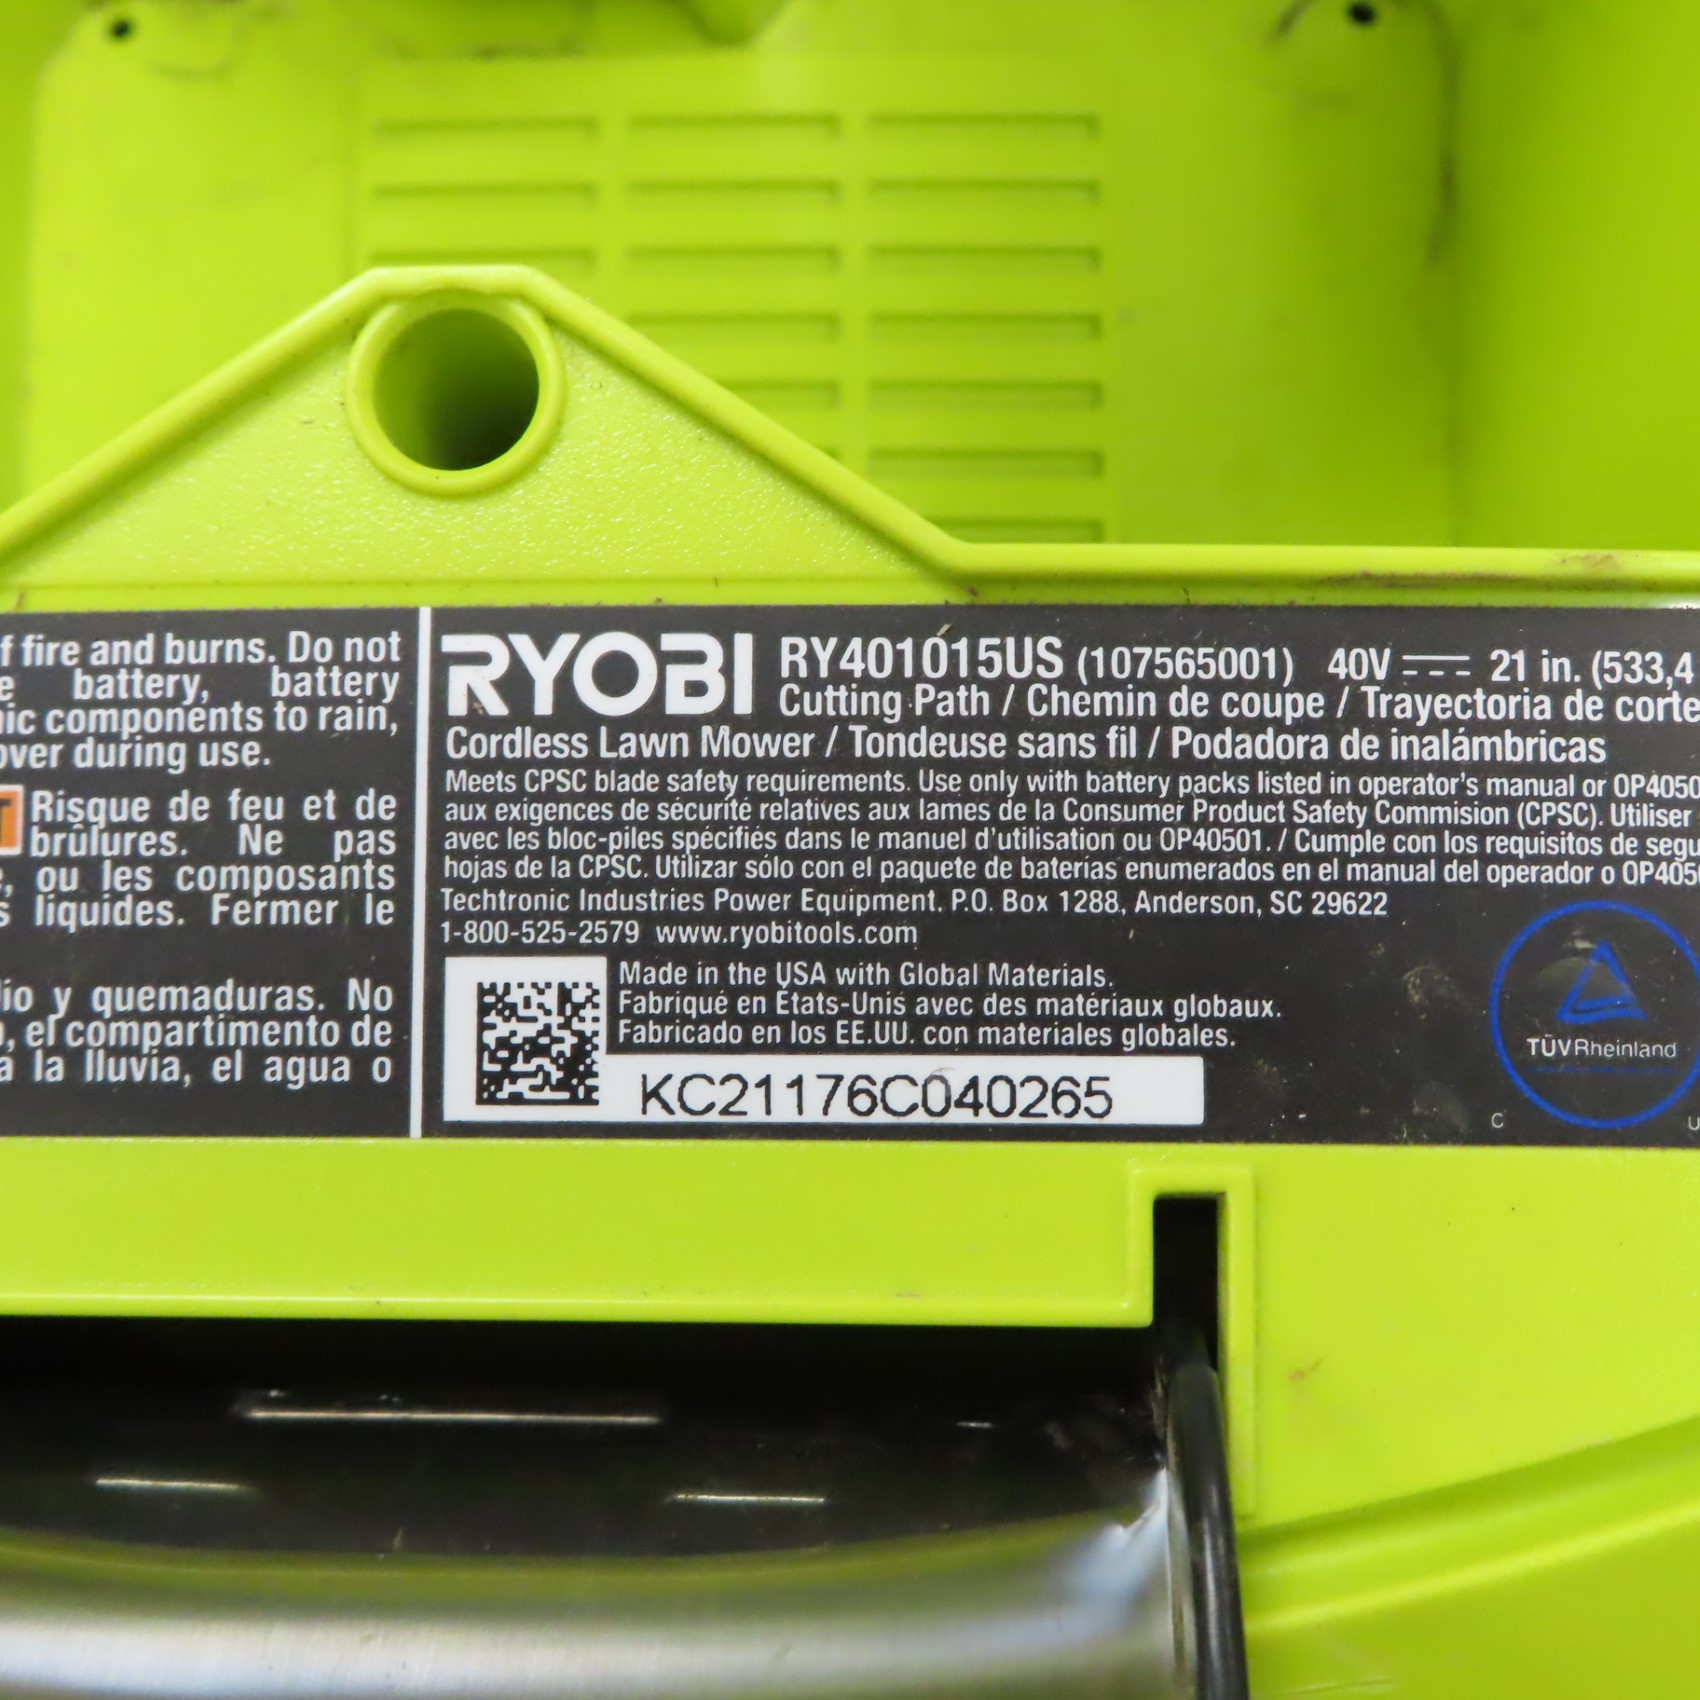 f fire and burns. Do not
e battery, battery
ic components to rain,
over during use.
Risque de feu et de
brûlures. Ne pas
, ou les composants
s liquides. Fermer le
io y quemaduras. No
, el compartimento de
a la lluvia, el agua o
RYOBI RY401015US (107565001) 40V 21 in. (533,4
Cutting Path / Chemin de coupe / Trayectoria de corte
Cordless Lawn Mower / Tondeuse sans fil / Podadora de inalámbricas
Meets CPSC blade safety requirements. Use only with battery packs listed in operator's manual or OP4050
aux exigences de sécurité relatives aux lames de la Consumer Product Safety Commision (CPSC). Utiliser
avec les bloc-piles spécifiés dans le manuel d'utilisation ou OP40501. / Cumple con los requisitos de segu
hojas de la CPSC. Utilizar sólo con el paquete de baterías enumerados en el manual del operador o OP405
Techtronic Industries Power Equipment. P.O. Box 1288, Anderson, SC 29622
1-800-525-2579 www.ryobitools.com
Made in the USA with Global Materials.
Fabriqué en États-Unis avec des matériaux globaux.
Fabricado en los EE.UU. con materiales globales.
KC21176C040265
TÜVRheinland
C U